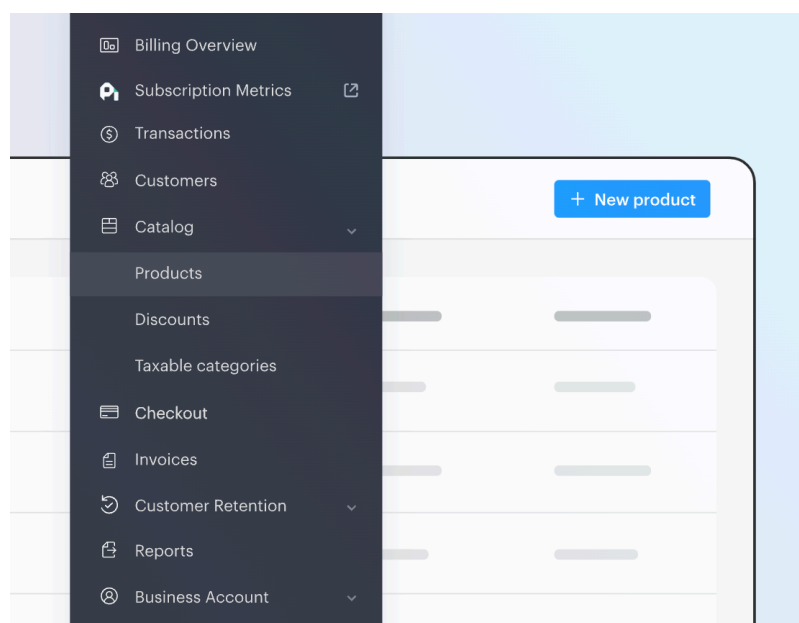 Billing Overview
Subscription Metrics
Transactions
Customers
Catalog
+ New product
Products
Discounts
Taxable categories
Checkout
Invoices
Customer Retention
Reports
Business Account